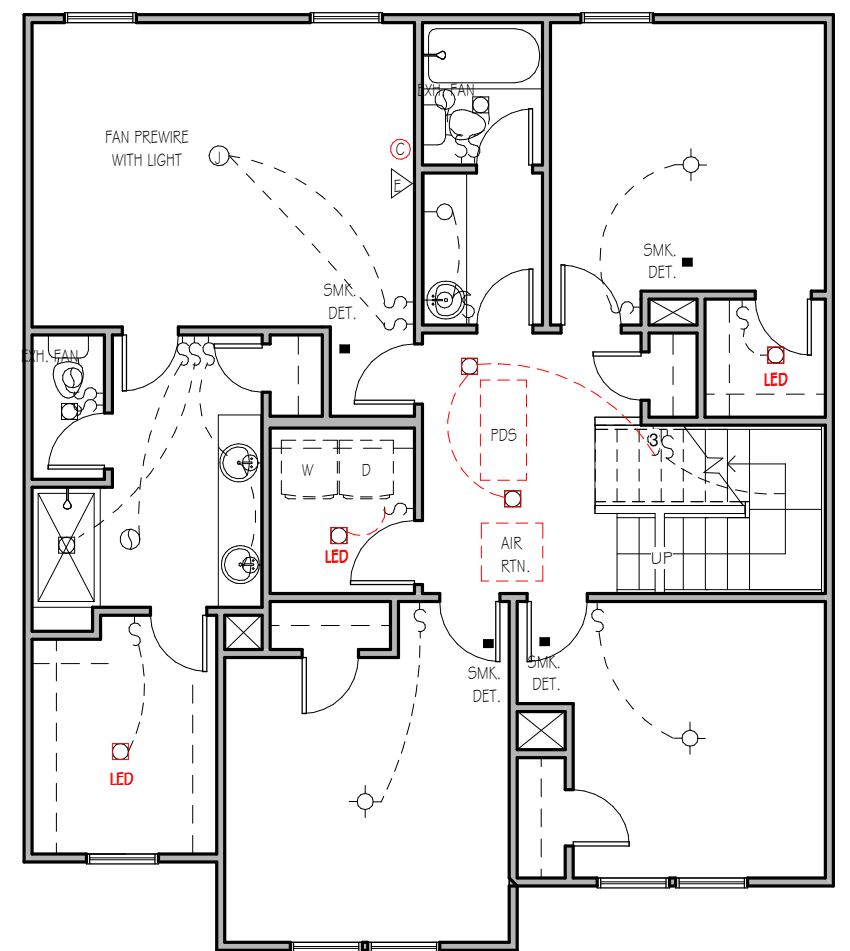 EXH. FAN
FAN PREWIRE
WITH LIGHT
J
C
E
SMK.
DET.
SMK.
DET.
EXH. FAN
LED
PDS
3
W
D
LED
AIR
RTN.
UP
SMK.
DET.
SMK.
DET.
LED